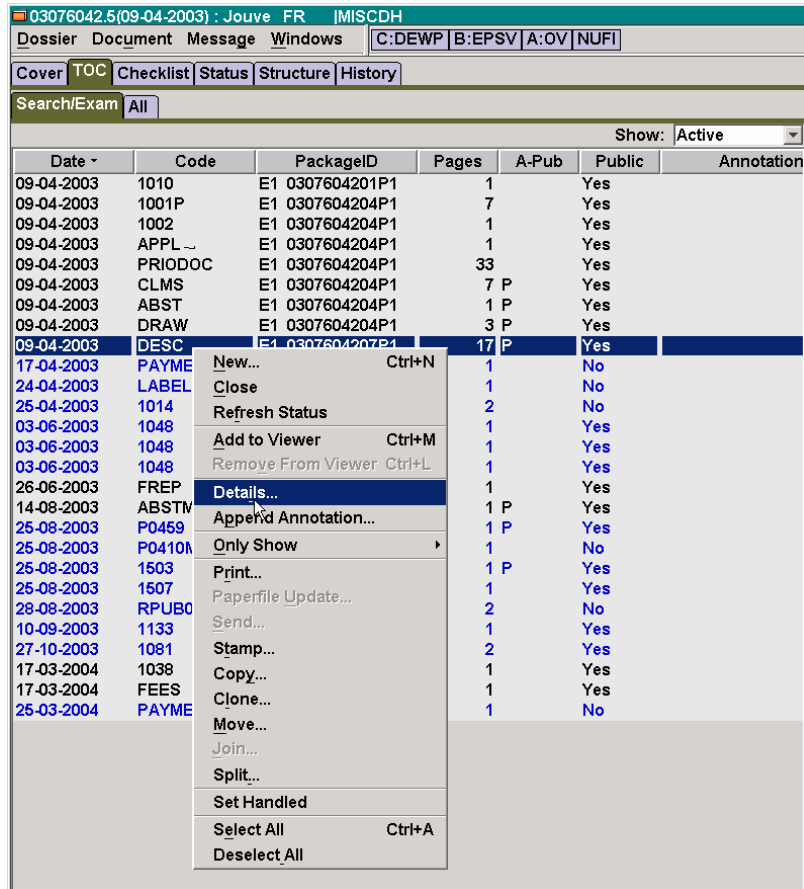 03076042.5(09-04-2003) : Jouve FR |MISCDH
Dossier Document Message Windows C:DEWP B:EPSV A:OV NUFI
Cover TOC Checklist Status Structure History
Search/Exam All
Show: Active
Date Code PackageID Pages A-Pub Public Annotation
09-04-2003 1010 E1 0307604201P1 1 Yes
09-04-2003 1001P E1 0307604204P1 7 Yes
09-04-2003 1002 E1 0307604204P1 1 Yes
09-04-2003 APPL E1 0307604204P1 1 Yes
09-04-2003 PRIODOC E1 0307604204P1 33 Yes
09-04-2003 CLMS E1 0307604204P1 7 P Yes
09-04-2003 ABST E1 0307604204P1 1 P Yes
09-04-2003 DRAW E1 0307604204P1 3 P Yes
09-04-2003 DESC E1 0307604207P1 17 P Yes
17-04-2003 PAYME 1 No
24-04-2003 LABEL 1 No
25-04-2003 1014 2 No
03-06-2003 1048 1 Yes
03-06-2003 1048 1 Yes
03-06-2003 1048 1 Yes
26-06-2003 FREP 1 Yes
14-08-2003 ABSTM 1 P Yes
25-08-2003 P0459 1 P Yes
25-08-2003 P0410M 1 No
25-08-2003 1503 1 P Yes
25-08-2003 1507 1 Yes
28-08-2003 RPUB0 2 No
10-09-2003 1133 1 Yes
27-10-2003 1081 2 Yes
17-03-2004 1038 1 Yes
17-03-2004 FEES 1 Yes
25-03-2004 PAYME 1 No
New... Ctrl+N
Close
Refresh Status
Add to Viewer Ctrl+M
Remove From Viewer Ctrl+L
Details...
Append Annotation...
Only Show
Print...
Paperfile Update...
Send...
Stamp...
Copy...
Clone...
Move...
Join...
Split...
Set Handled
Select All Ctrl+A
Deselect All